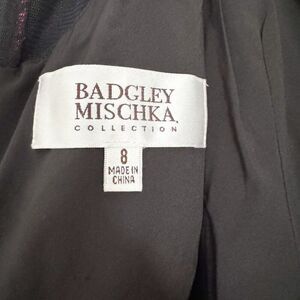 BADGLEY
MISCHKA.
COLLECTION
8
MADE IN
CHINA